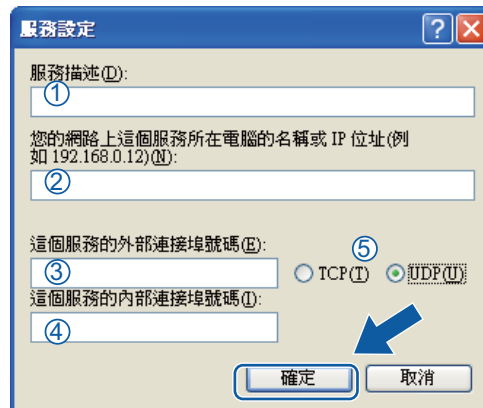 服務設定
服務描述(D):
①
您的網路上這個服務所在電腦的名稱或 IP 位址(例
如 192.168.0.12)(N):
②
這個服務的外部連接埠號碼(E):
⑤
③ TCP(T) UDP(U)
這個服務的內部連接埠號碼(I):
④
確定 取消